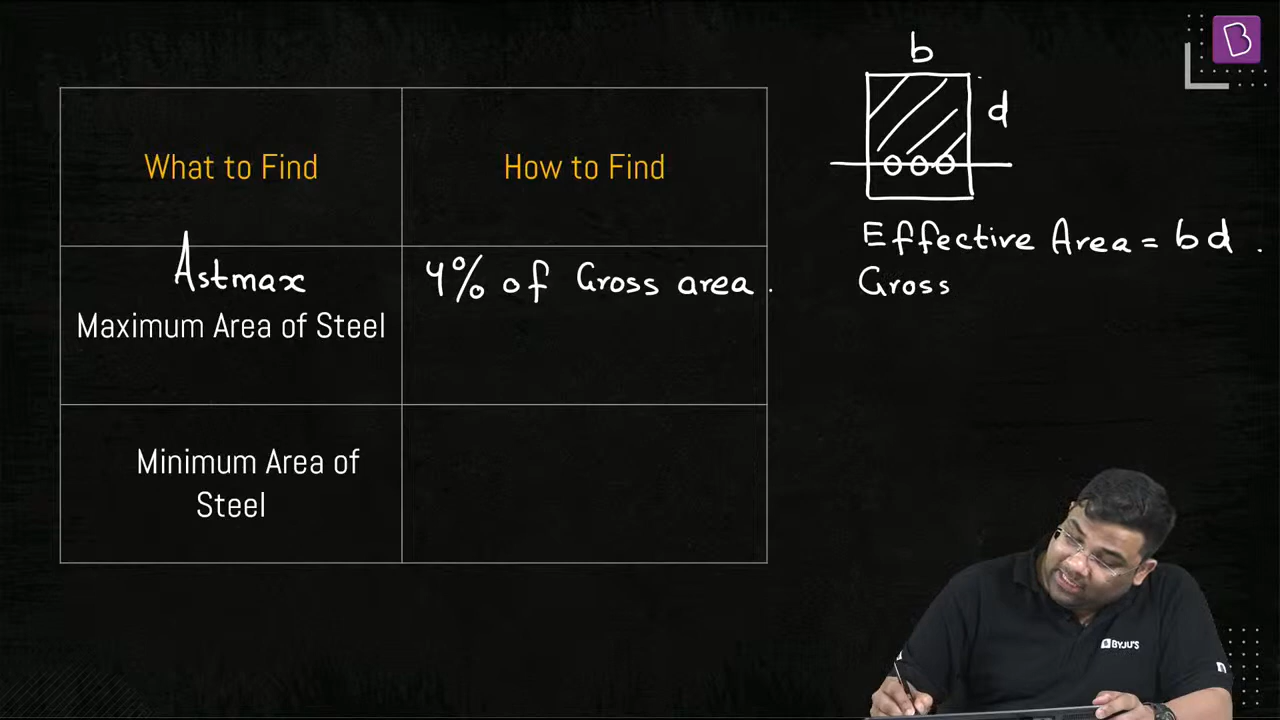 B
b
d
What to Find
How to Find
Astmax
4% of Gross area.
Maximum Area of Steel
Minimum Area of
Steel
Effective Area = bd.
Gross
BYJU'S